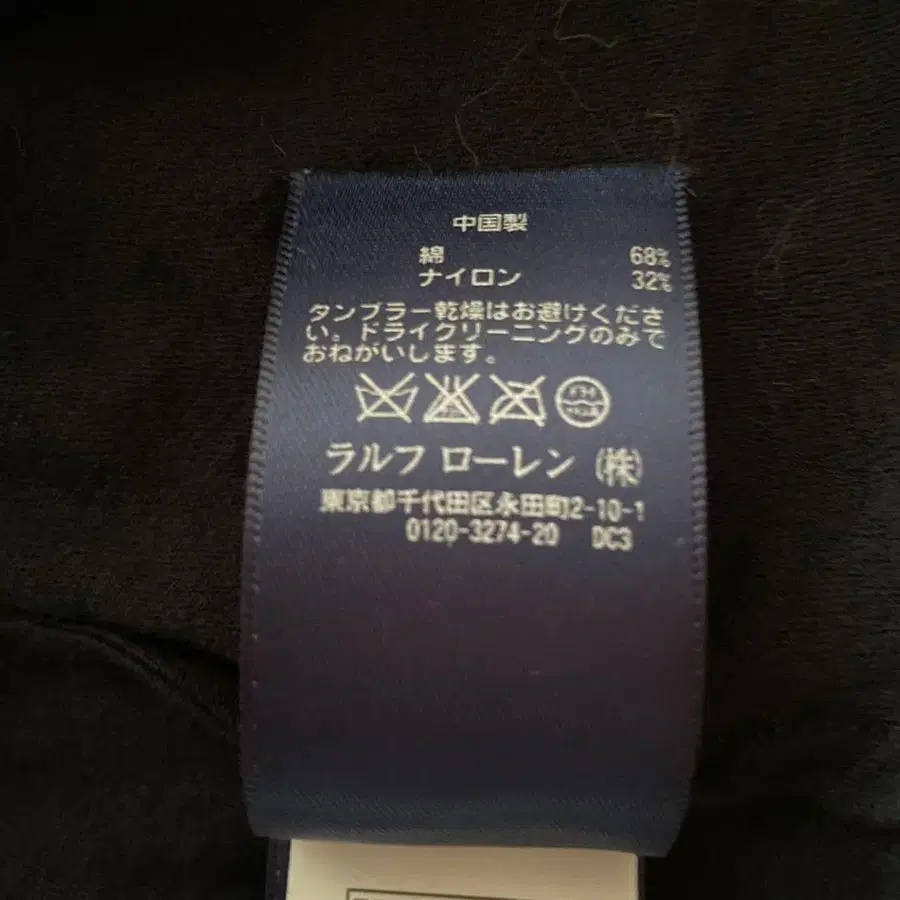 中国製
綿 68%
ナイロン 32%
タンブラー乾燥はお避けくださ
い。ドライクリーニングのみで
おねがいします。
ドライ
ラルフ ローレン (株)
東京都千代田区永田町2-10-1
0120-3274-20 DC3